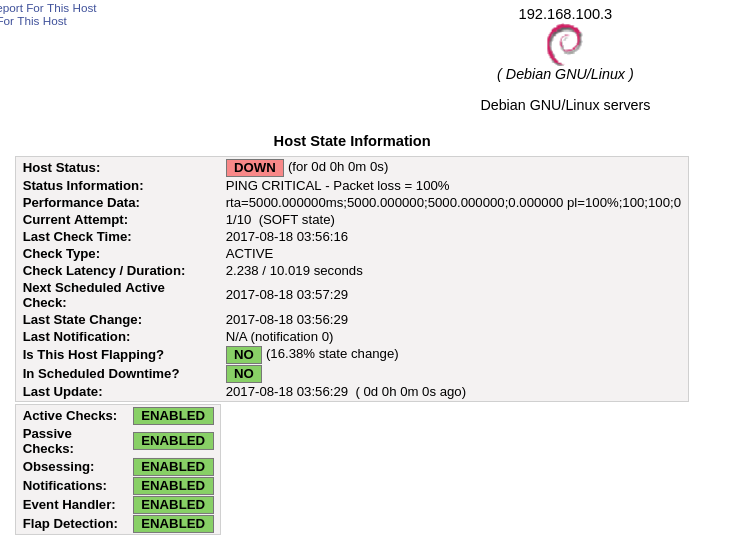 eport For This Host
For This Host
192.168.100.3
( Debian GNU/Linux )
Debian GNU/Linux servers
Host State Information
Host Status: DOWN (for 0d 0h 0m 0s)
Status Information: PING CRITICAL - Packet loss = 100%
Performance Data: rta=5000.000000ms;5000.000000;5000.000000;0.000000 pl=100%;100;100;0
Current Attempt: 1/10 (SOFT state)
Last Check Time: 2017-08-18 03:56:16
Check Type: ACTIVE
Check Latency / Duration: 2.238 / 10.019 seconds
Next Scheduled Active
Check: 2017-08-18 03:57:29
Last State Change: 2017-08-18 03:56:29
Last Notification: N/A (notification 0)
Is This Host Flapping? NO (16.38% state change)
In Scheduled Downtime? NO
Last Update: 2017-08-18 03:56:29 ( 0d 0h 0m 0s ago)
Active Checks: ENABLED
Passive
Checks: ENABLED
Obsessing: ENABLED
Notifications: ENABLED
Event Handler: ENABLED
Flap Detection: ENABLED